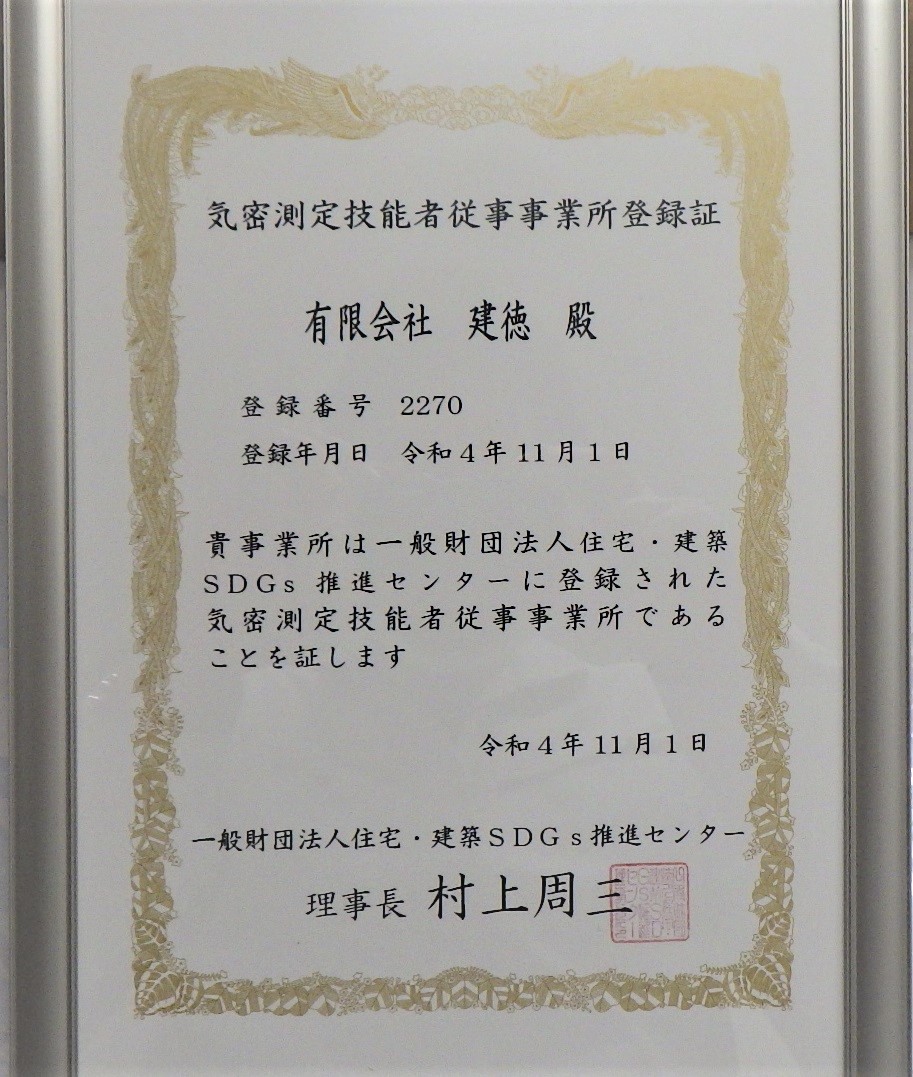 気密測定技能者従事事業所登録証
有限会社　建徳　殿
登録番号　2270
登録年月日　令和４年11月１日
貴事業所は一般財団法人住宅・建築
SDGs 推進センターに登録された
気密測定技能者従事事業所である
ことを証します
令和４年11月１日
一般財団法人住宅・建築ＳＤＧｓ推進センター
理事長 村上周三